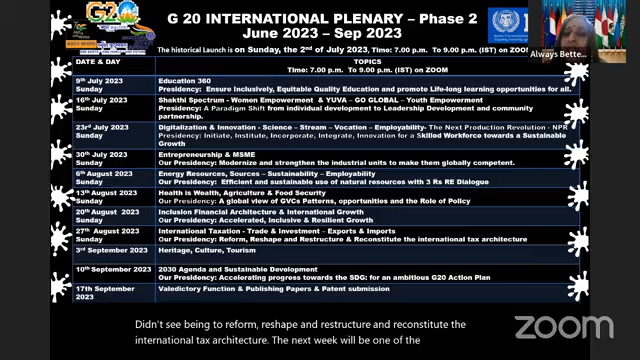 G20
G 20 INTERNATIONAL PLENARY – Phase 2
June 2023 – Sep 2023
The historical Launch is on Sunday, the 2nd of July 2023, Time: 7.00 p.m. To 9.00 p.m. (IST) on ZOOM
Always Bette...
DATE & DAY TOPICS
Time: 7.00 p.m. To 9.00 p.m. (IST) on ZOOM
9th July 2023 Education 360
Sunday Presidency: Ensure Inclusively, Equitable Quality Education and promote Life-long learning opportunities for all.
16th July 2023 Shakthi Spectrum - Women Empowerment & YUVA – GO GLOBAL – Youth Empowerment
Sunday Presidency: A Paradigm Shift from individual development to Leadership Development and community
partnership.
23rd July 2023 Digitalization & Innovation - Science – Stream – Vocation – Employability- The Next Production Revolution - NPR
Sunday Presidency: Initiate, Institute, Incorporate, Integrate, Innovation for a Skilled Workforce towards a Sustainable
Growth
30th July 2023 Entrepreneurship & MSME
Sunday Our Presidency: Modernize and strengthen the industrial units to make them globally competent.
6th August 2023 Energy Resources, Sources – Sustainability – Employability
Sunday Our Presidency: Efficient and sustainable use of natural resources with 3 Rs RE Dialogue
13th August 2023 Health is Wealth, Agriculture & Food Security
Sunday Our Presidency: A global view of GVCs Patterns, opportunities and the Role of Policy
20th August 2023 Inclusion Financial Architecture & International Growth
Sunday Our Presidency: Accelerated, Inclusive & Resilient Growth
27th August 2023 International Taxation - Trade & Investment – Exports & Imports
Sunday Our Presidency: Reform, Reshape and Restructure & Reconstitute the international tax architecture
3rd September 2023 Heritage, Culture, Tourism
10th September 2023 2030 Agenda and Sustainable Development
Our Presidency: Accelerating progress towards the SDG: for an ambitious G20 Action Plan
17th September Valedictory Function & Publishing Papers & Patent submission
2023
Didn't see being to reform, reshape and restructure and reconstitute the
international tax architecture. The next week will be one of the
zoom